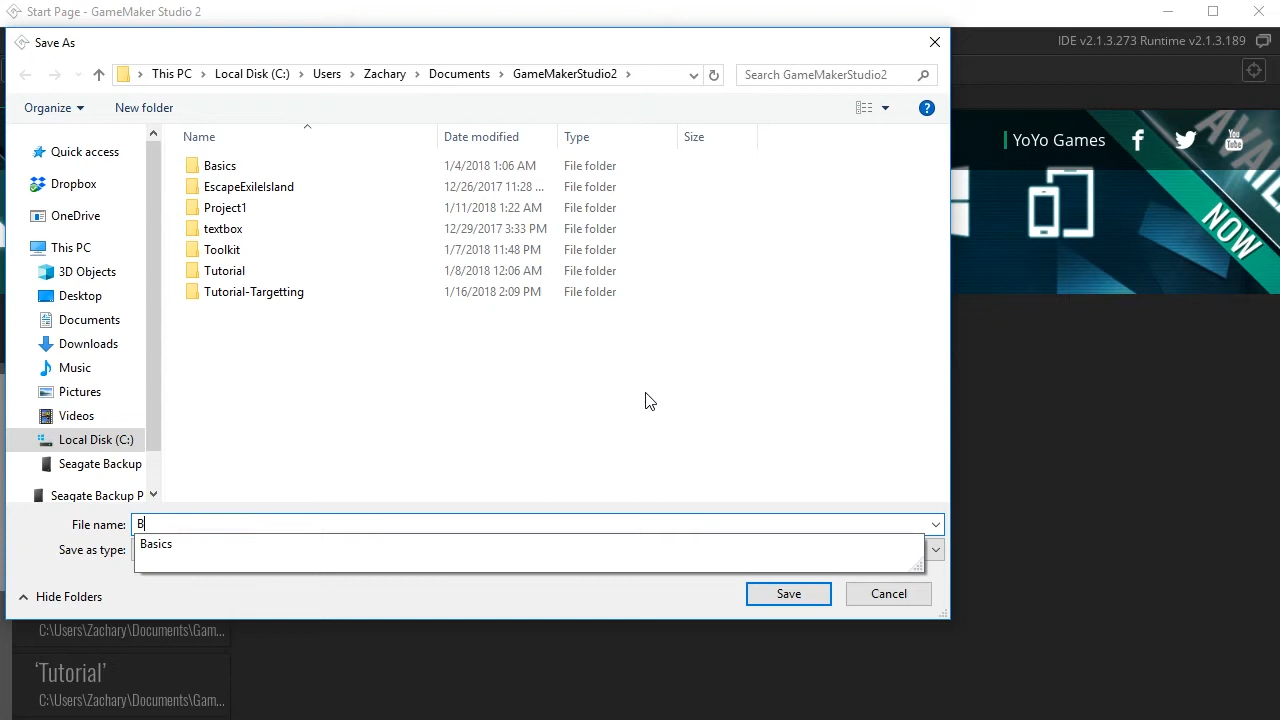 Start Page - GameMaker Studio 2
Save As
IDE v2.1.3.273 Runtime v2.1.3.189
This PC > Local Disk (C:) > Users > Zachary > Documents > GameMakerStudio2 >
Search GameMakerStudio2
Organize
New folder
?
YoYo Games
You
Tube
AVAIL
NOW
Name
Date modified
Type
Size
Quick access
Dropbox
OneDrive
This PC
3D Objects
Desktop
Documents
Downloads
Music
Pictures
Videos
Local Disk (C:)
Seagate Backup
Seagate Backup P
Basics 1/4/2018 1:06 AM File folder
EscapeExileIsland 12/26/2017 11:28 ... File folder
Project1 1/11/2018 1:22 AM File folder
textbox 12/29/2017 3:33 PM File folder
Toolkit 1/7/2018 11:48 PM File folder
Tutorial 1/8/2018 12:06 AM File folder
Tutorial-Targetting 1/16/2018 2:09 PM File folder
File name: B
Basics
Save as type:
Hide Folders
Save
Cancel
C:\Users\Zachary\Documents\Gam...
'Tutorial'
C:\Users\Zachary\Documents\Gam...